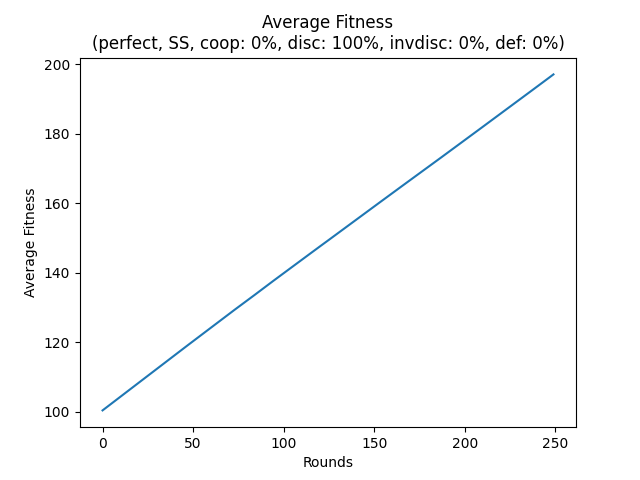 Average Fitness
(perfect, SS, coop: 0%, disc: 100%, invdisc: 0%, def: 0%)
200
180
160
140
120
100
Average Fitness
0 50 100 150 200 250
Rounds